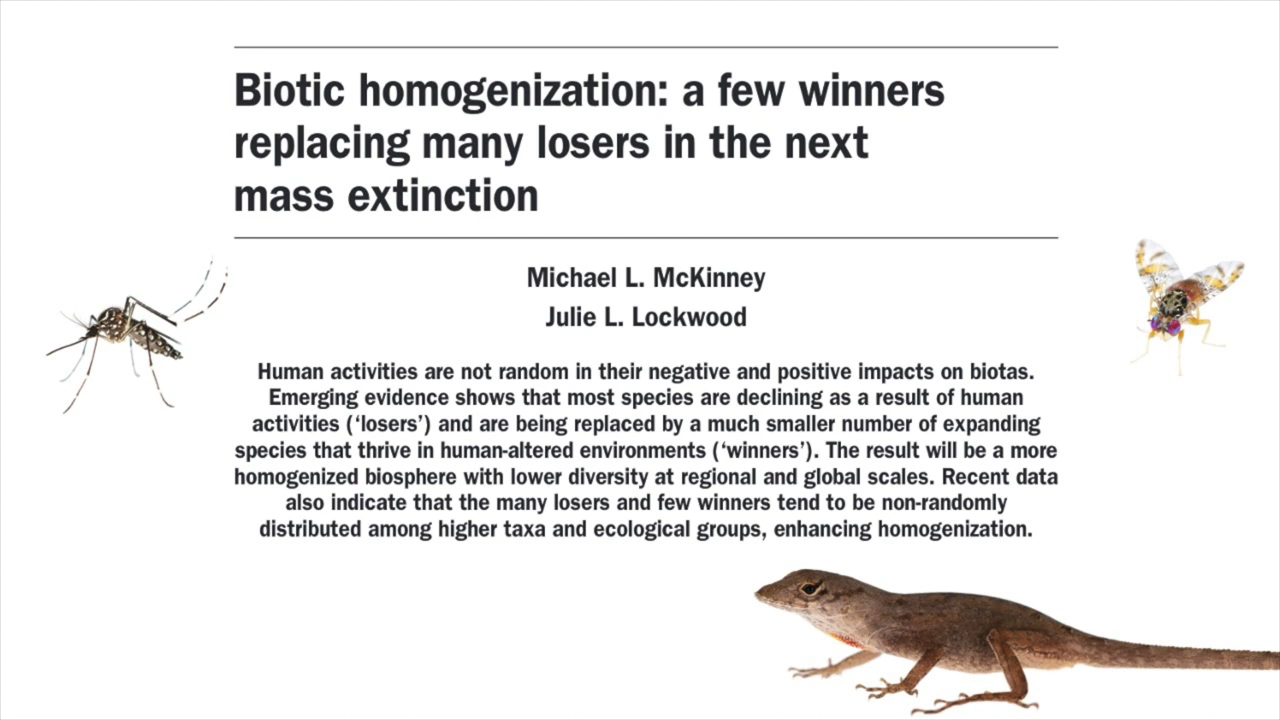 Biotic homogenization: a few winners
replacing many losers in the next
mass extinction
Michael L. McKinney
Julie L. Lockwood
Human activities are not random in their negative and positive impacts on biotas.
Emerging evidence shows that most species are declining as a result of human
activities (‘losers’) and are being replaced by a much smaller number of expanding
species that thrive in human-altered environments (‘winners’). The result will be a more
homogenized biosphere with lower diversity at regional and global scales. Recent data
also indicate that the many losers and few winners tend to be non-randomly
distributed among higher taxa and ecological groups, enhancing homogenization.